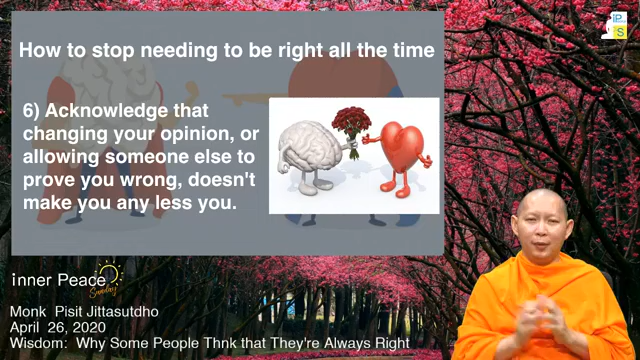 How to stop needing to be right all the time
6) Acknowledge that
changing your opinion, or
allowing someone else to
prove you wrong, doesn't
make you any less you.
iP
S
inner Peace
Sunday
Monk Pisit Jittasutdho
April 26, 2020
Wisdom: Why Some People Thnk that They're Always Right